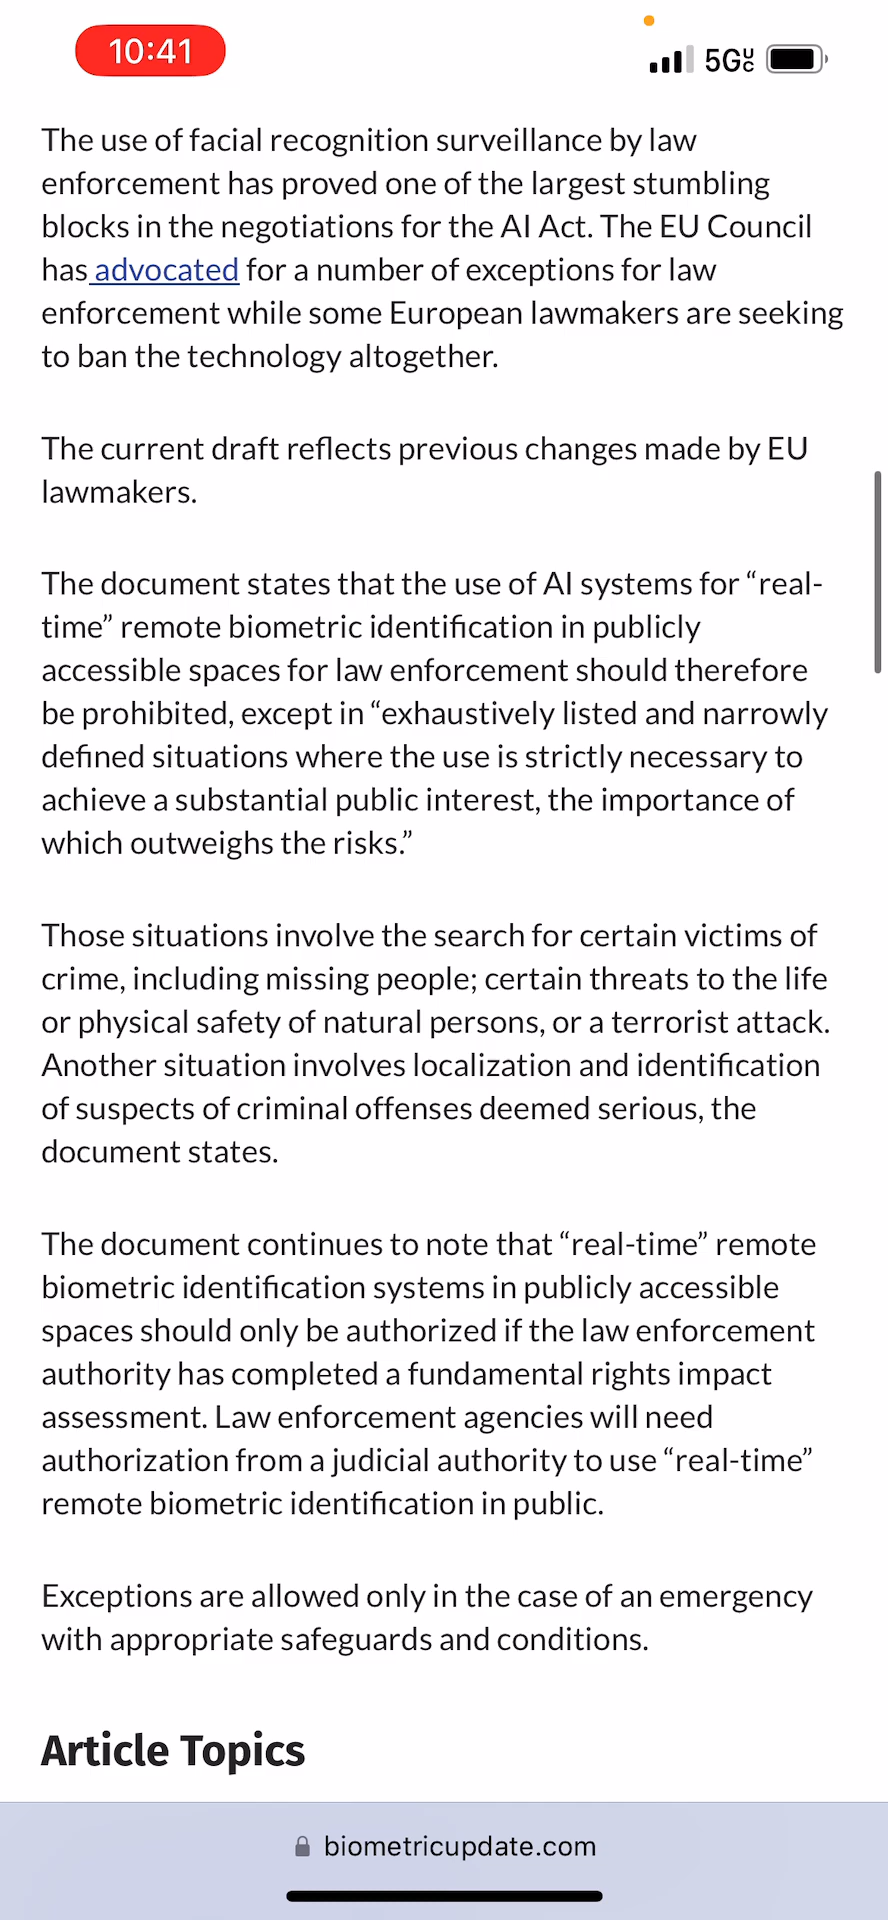 10:41
5GUC
The use of facial recognition surveillance by law
enforcement has proved one of the largest stumbling
blocks in the negotiations for the AI Act. The EU Council
has advocated for a number of exceptions for law
enforcement while some European lawmakers are seeking
to ban the technology altogether.
The current draft reflects previous changes made by EU
lawmakers.
The document states that the use of AI systems for “real-
time” remote biometric identification in publicly
accessible spaces for law enforcement should therefore
be prohibited, except in “exhaustively listed and narrowly
defined situations where the use is strictly necessary to
achieve a substantial public interest, the importance of
which outweighs the risks.”
Those situations involve the search for certain victims of
crime, including missing people; certain threats to the life
or physical safety of natural persons, or a terrorist attack.
Another situation involves localization and identification
of suspects of criminal offenses deemed serious, the
document states.
The document continues to note that “real-time” remote
biometric identification systems in publicly accessible
spaces should only be authorized if the law enforcement
authority has completed a fundamental rights impact
assessment. Law enforcement agencies will need
authorization from a judicial authority to use “real-time”
remote biometric identification in public.
Exceptions are allowed only in the case of an emergency
with appropriate safeguards and conditions.
Article Topics
biometricupdate.com